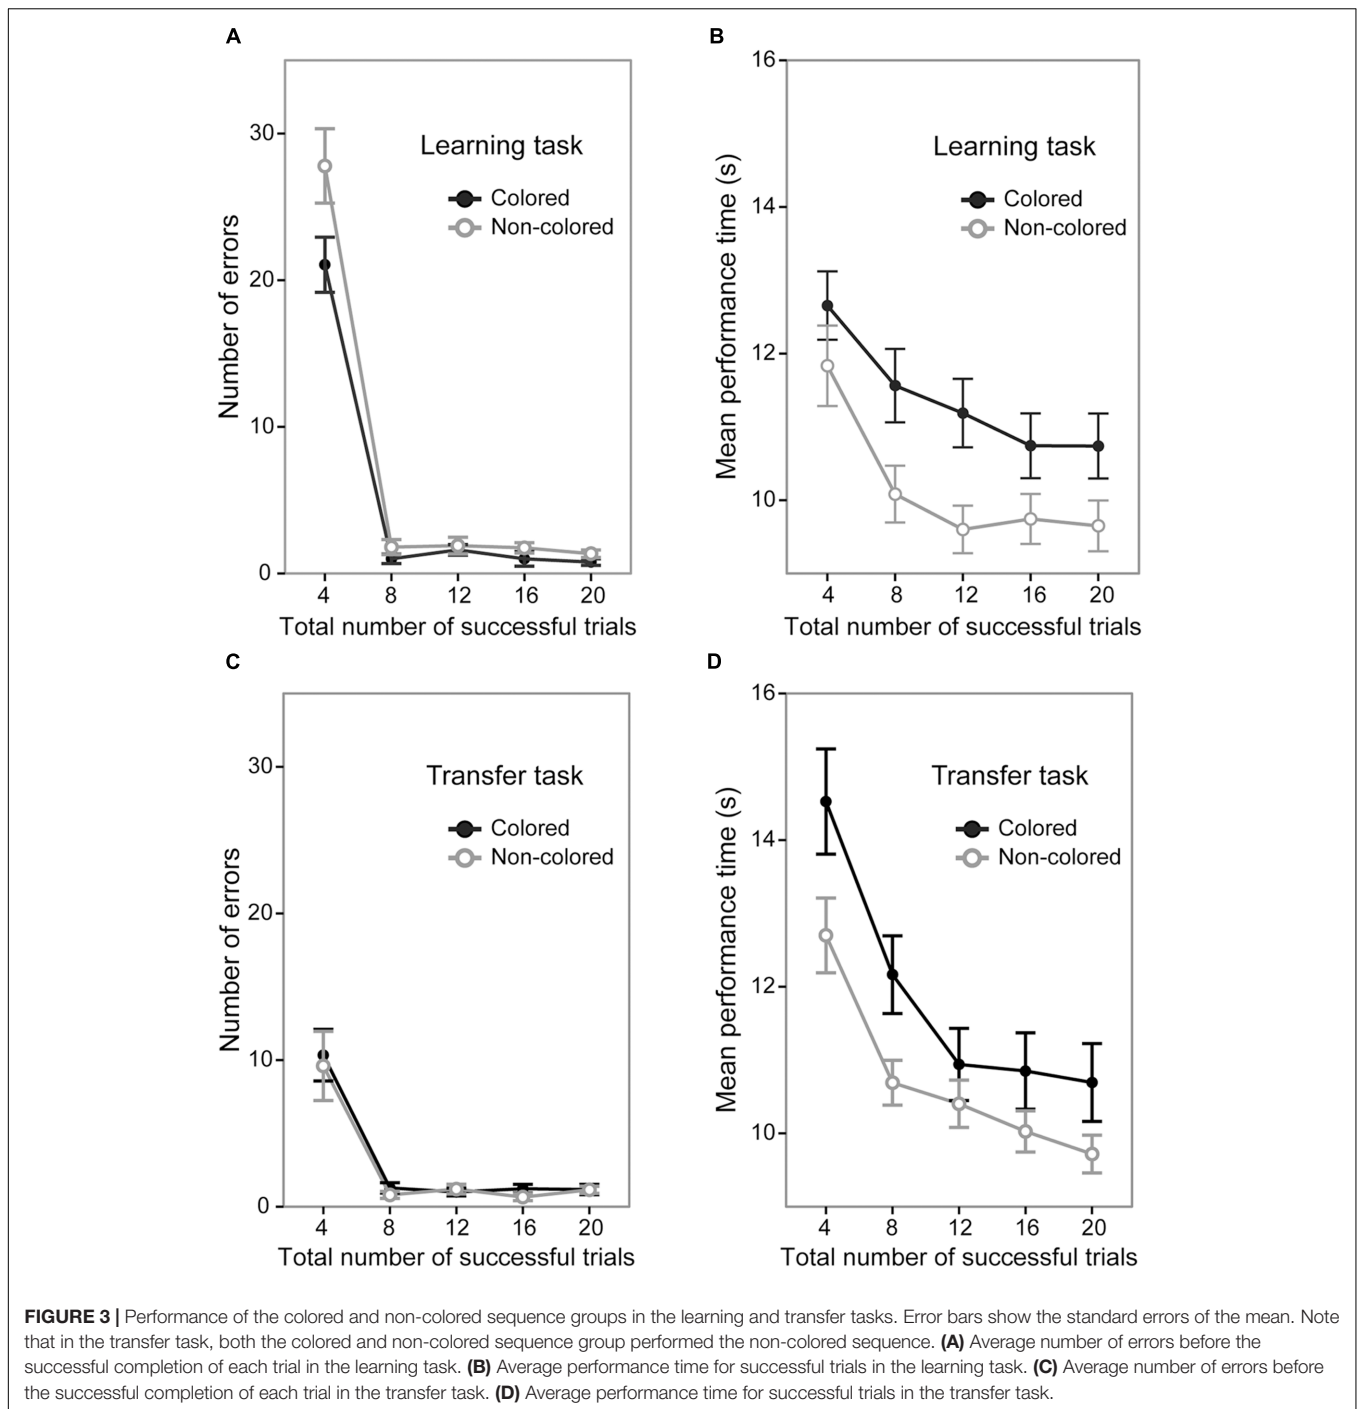 A
30
20
10
0
Number of errors
Learning task
Colored
Non-colored
4 8 12 16 20
Total number of successful trials
B
16
14
12
10
Mean performance time (s)
Learning task
Colored
Non-colored
4 8 12 16 20
Total number of successful trials
C
30
20
10
0
Number of errors
Transfer task
Colored
Non-colored
4 8 12 16 20
Total number of successful trials
D
16
14
12
10
Mean performance time (s)
Transfer task
Colored
Non-colored
4 8 12 16 20
Total number of successful trials
FIGURE 3 | Performance of the colored and non-colored sequence groups in the learning and transfer tasks. Error bars show the standard errors of the mean. Note
that in the transfer task, both the colored and non-colored sequence group performed the non-colored sequence. (A) Average number of errors before the
successful completion of each trial in the learning task. (B) Average performance time for successful trials in the learning task. (C) Average number of errors before
the successful completion of each trial in the transfer task. (D) Average performance time for successful trials in the transfer task.